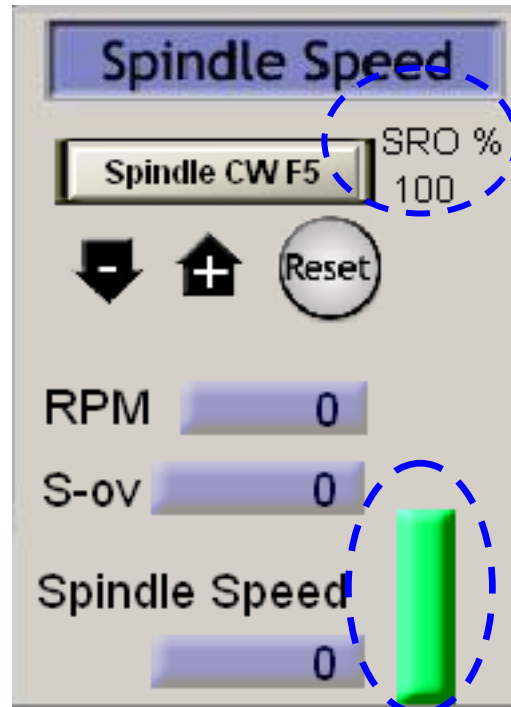 Spindle Speed
SRO %
Spindle CW F5
100
- + Reset
RPM 0
S-ov 0
Spindle Speed
0